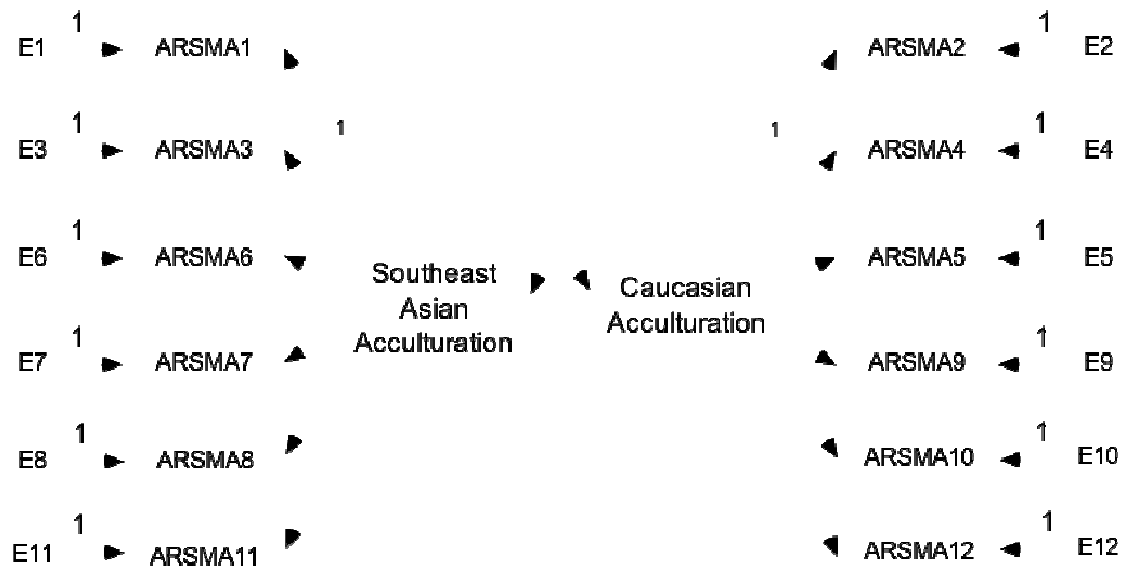 1 1
E1 ARSMA1 ARSMA2 E2
1 1 1 1
E3 ARSMA3 ARSMA4 E4
1 1
E6 ARSMA6 ARSMA5 E5
Southeast
Asian
Acculturation
Caucasian
Acculturation
1 1
E7 ARSMA7 ARSMA9 E9
1 1
E8 ARSMA8 ARSMA10 E10
1 1
E11 ARSMA11 ARSMA12 E12